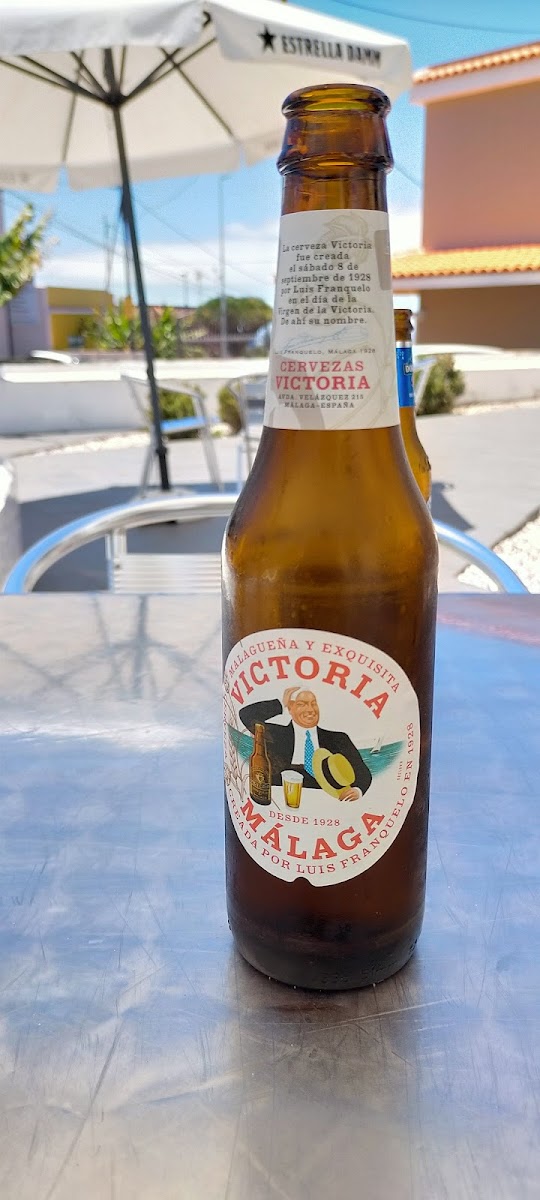 ESTRELLA DAMM
La cerveza Victoria
fue creada
el sábado 8 de
septiembre de 1928
por Luis Franquelo
en el día de la
Virgen de la Victoria.
De ahí su nombre.
FRANQUELO, MÁLAGA 1928
CERVEZAS
VICTORIA
AVDA. VELÁZQUEZ 215
MÁLAGA-ESPAÑA
MALAGUEÑA Y EXQUISITA
VICTORIA
DESDE 1928
MÁLAGA
CREADA POR LUIS FRANQUELO EN 1928